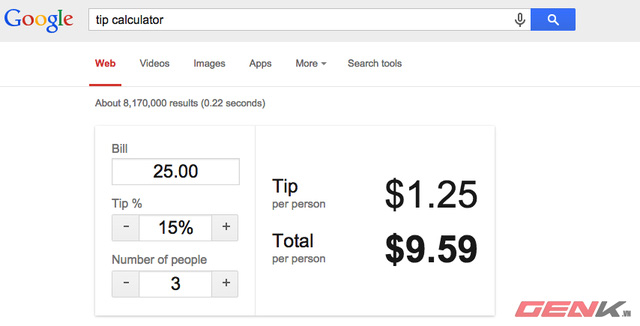 Google
tip calculator
Web Videos Images Apps More Search tools
About 8,170,000 results (0.22 seconds)
Bill
25.00
Tip %
- 15% +
Number of people
- 3 +
Tip
per person
$1.25
Total
per person
$9.59
GENK.VN